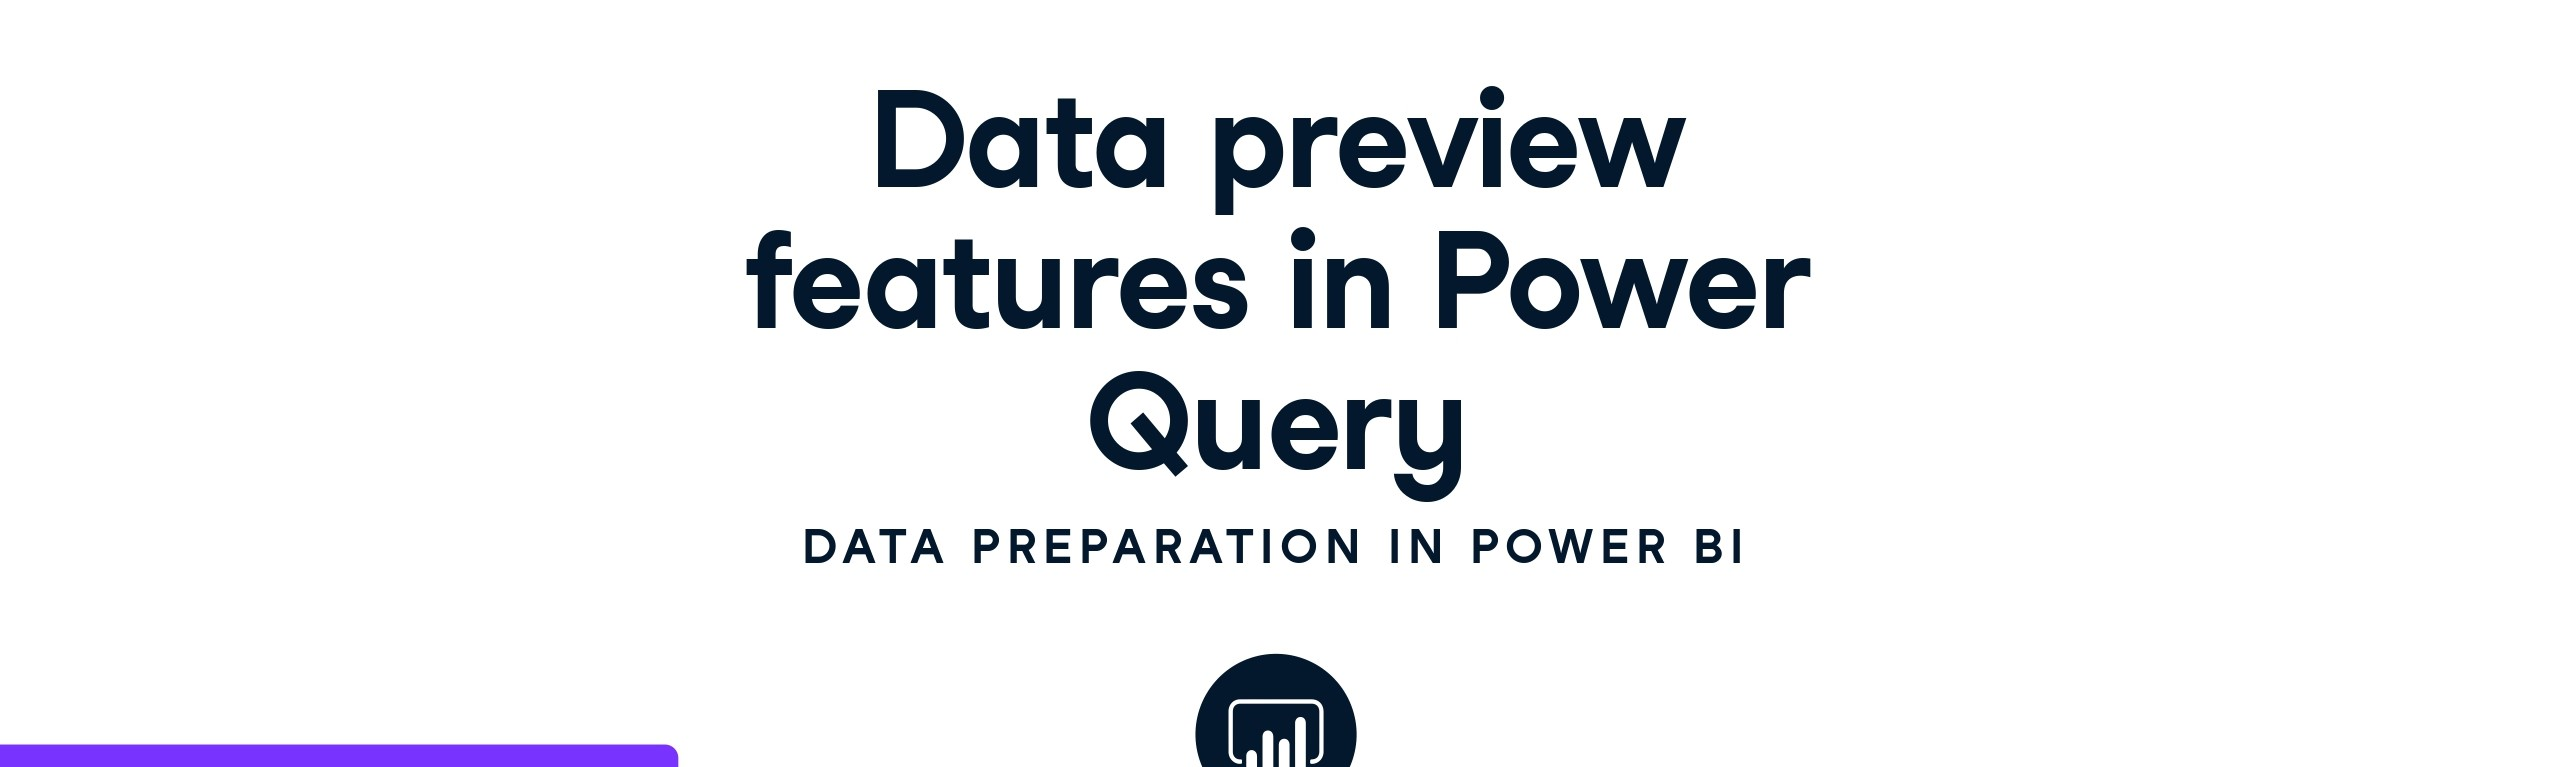 Data preview
features in Power
Query
DATA PREPARATION IN POWER BI